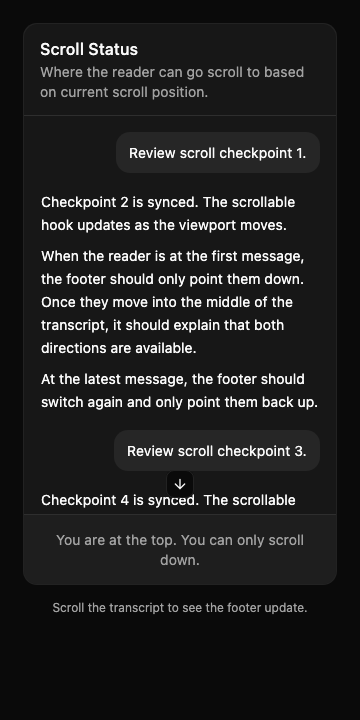 Scroll Status
Where the reader can go scroll to based
on current scroll position.
Review scroll checkpoint 1.
Checkpoint 2 is synced. The scrollable
hook updates as the viewport moves.
When the reader is at the first message,
the footer should only point them down.
Once they move into the middle of the
transcript, it should explain that both
directions are available.
At the latest message, the footer should
switch again and only point them back up.
Review scroll checkpoint 3.
Checkpoint 4 is synced. The scrollable
You are at the top. You can only scroll
down.
Scroll the transcript to see the footer update.